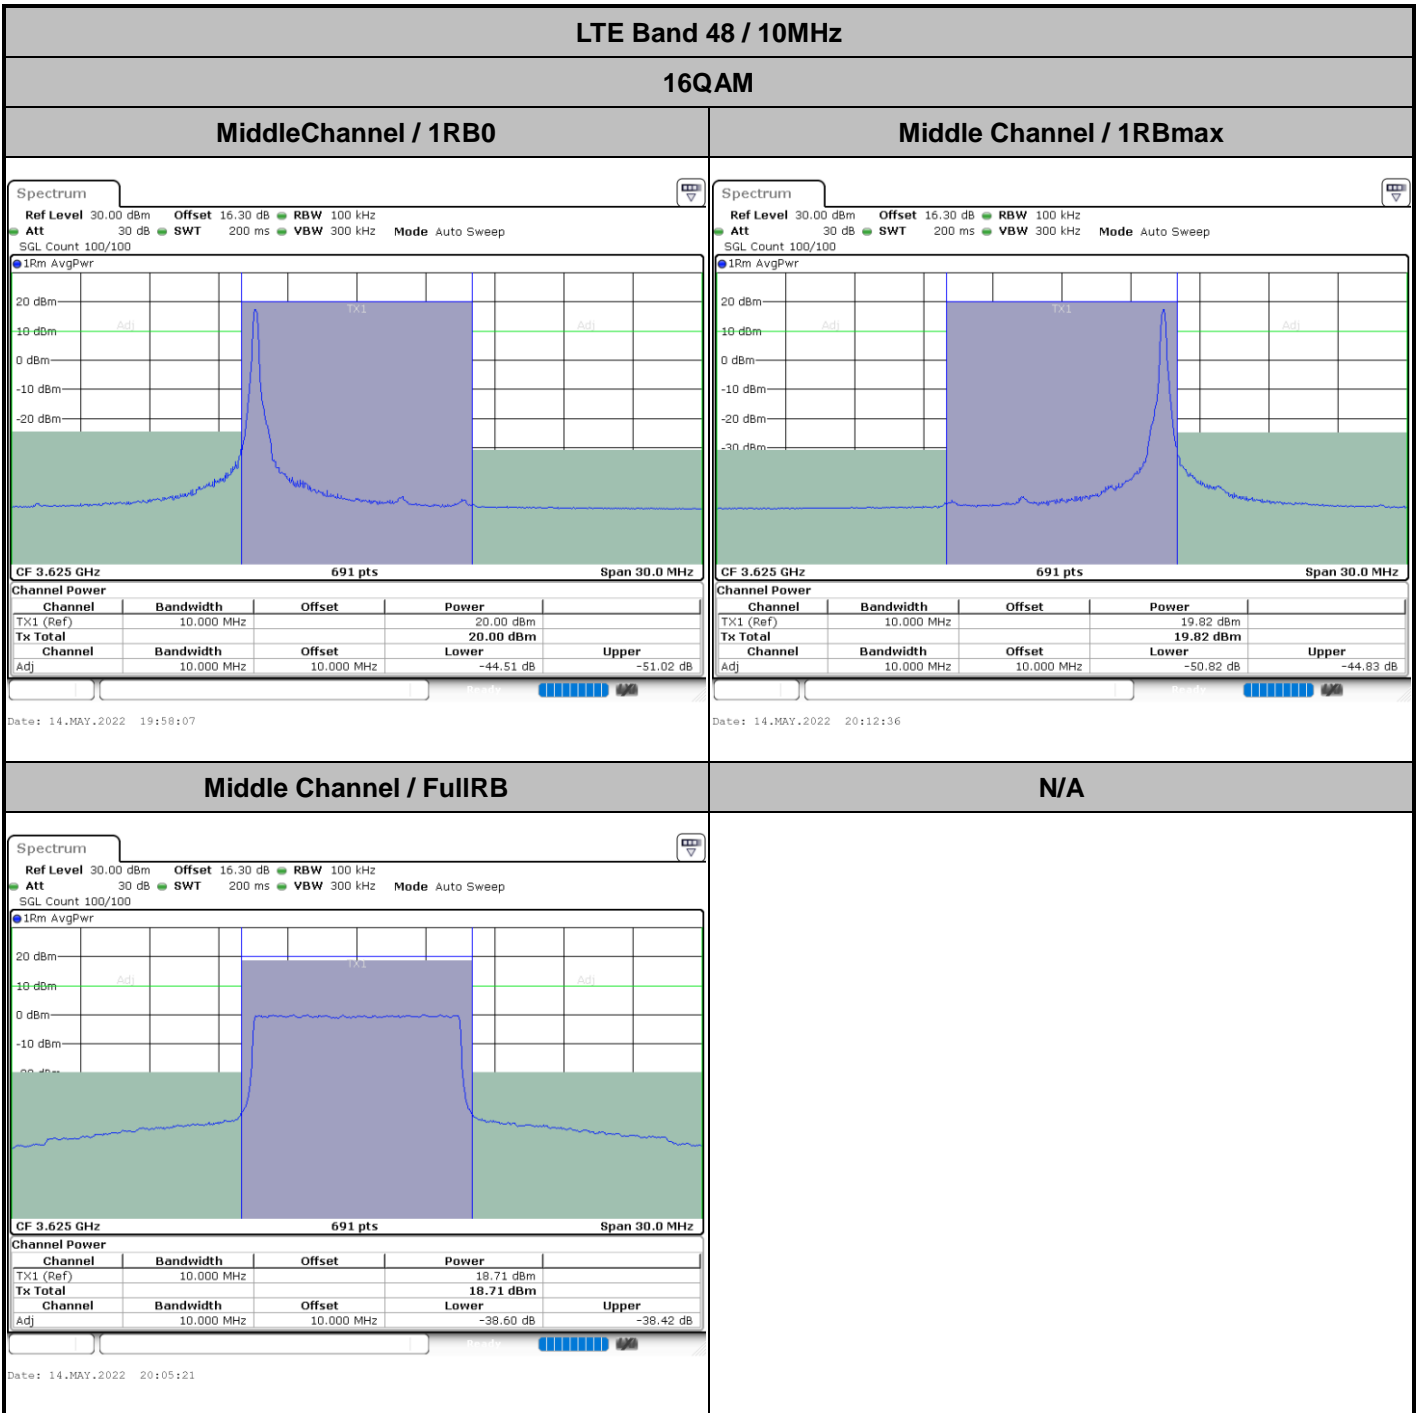 LTE Band 48 / 10MHz
16QAM
MiddleChannel / 1RB0
Middle Channel / 1RBmax
Spectrum
Ref Level 30.00 dBm Offset 16.30 dB RBW 100 kHz
Att 30 dB SWT 200 ms VBW 300 kHz Mode Auto Sweep
SGL Count 100/100
1Rm AvgPwr
TX1
20 dBm
Adj
Adj
10 dBm
0 dBm
-10 dBm
-20 dBm
CF 3.625 GHz 691 pts Span 30.0 MHz
Channel Power
Channel Bandwidth Offset Power
TX1 (Ref) 10.000 MHz 20.00 dBm
Tx Total 20.00 dBm
Channel Bandwidth Offset Lower Upper
Adj 10.000 MHz 10.000 MHz -44.51 dB -51.02 dB
Ready
Date: 14.MAY.2022 19:58:07
Spectrum
Ref Level 30.00 dBm Offset 16.30 dB RBW 100 kHz
Att 30 dB SWT 200 ms VBW 300 kHz Mode Auto Sweep
SGL Count 100/100
1Rm AvgPwr
TX1
20 dBm
Adj
Adj
10 dBm
0 dBm
-10 dBm
-20 dBm
-30 dBm
CF 3.625 GHz 691 pts Span 30.0 MHz
Channel Power
Channel Bandwidth Offset Power
TX1 (Ref) 10.000 MHz 19.82 dBm
Tx Total 19.82 dBm
Channel Bandwidth Offset Lower Upper
Adj 10.000 MHz 10.000 MHz -50.82 dB -44.83 dB
Ready
Date: 14.MAY.2022 20:12:36
Middle Channel / FullRB
N/A
Spectrum
Ref Level 30.00 dBm Offset 16.30 dB RBW 100 kHz
Att 30 dB SWT 200 ms VBW 300 kHz Mode Auto Sweep
SGL Count 100/100
1Rm AvgPwr
20 dBm
TX1
Adj
Adj
10 dBm
0 dBm
-10 dBm
-20 dBm
CF 3.625 GHz 691 pts Span 30.0 MHz
Channel Power
Channel Bandwidth Offset Power
TX1 (Ref) 10.000 MHz 18.71 dBm
Tx Total 18.71 dBm
Channel Bandwidth Offset Lower Upper
Adj 10.000 MHz 10.000 MHz -38.60 dB -38.42 dB
Ready
Date: 14.MAY.2022 20:05:21